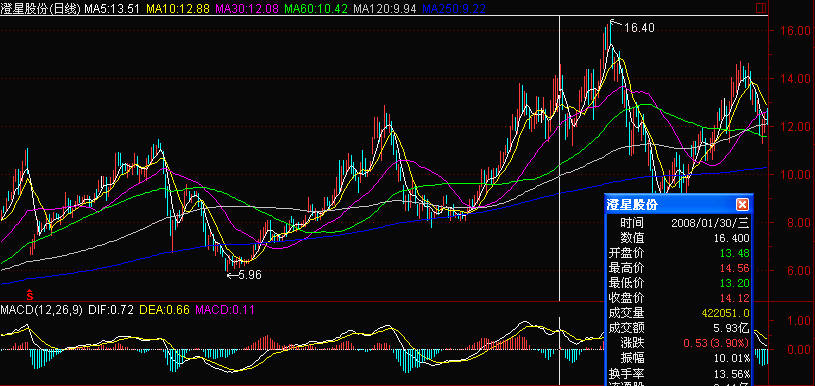 澄星股份(日线) MA5:13.51 MA10:12.88 MA30:12.08 MA60:10.42 MA120:9.94 MA250:9.22
16.40
16.00
14.00
12.00
10.00
8.00
6.00
5.96
S
澄星股份
时间 2008/01/30/三
数值 16.400
开盘价 13.48
最高价 14.56
最低价 13.20
收盘价 14.12
成交量 422051.0
成交额 5.93亿
涨跌 0.53(3.90%)
振幅 10.01%
换手率 13.56%
MACD(12,26,9) DIF:0.72 DEA:0.66 MACD:0.11
1.00
0.00